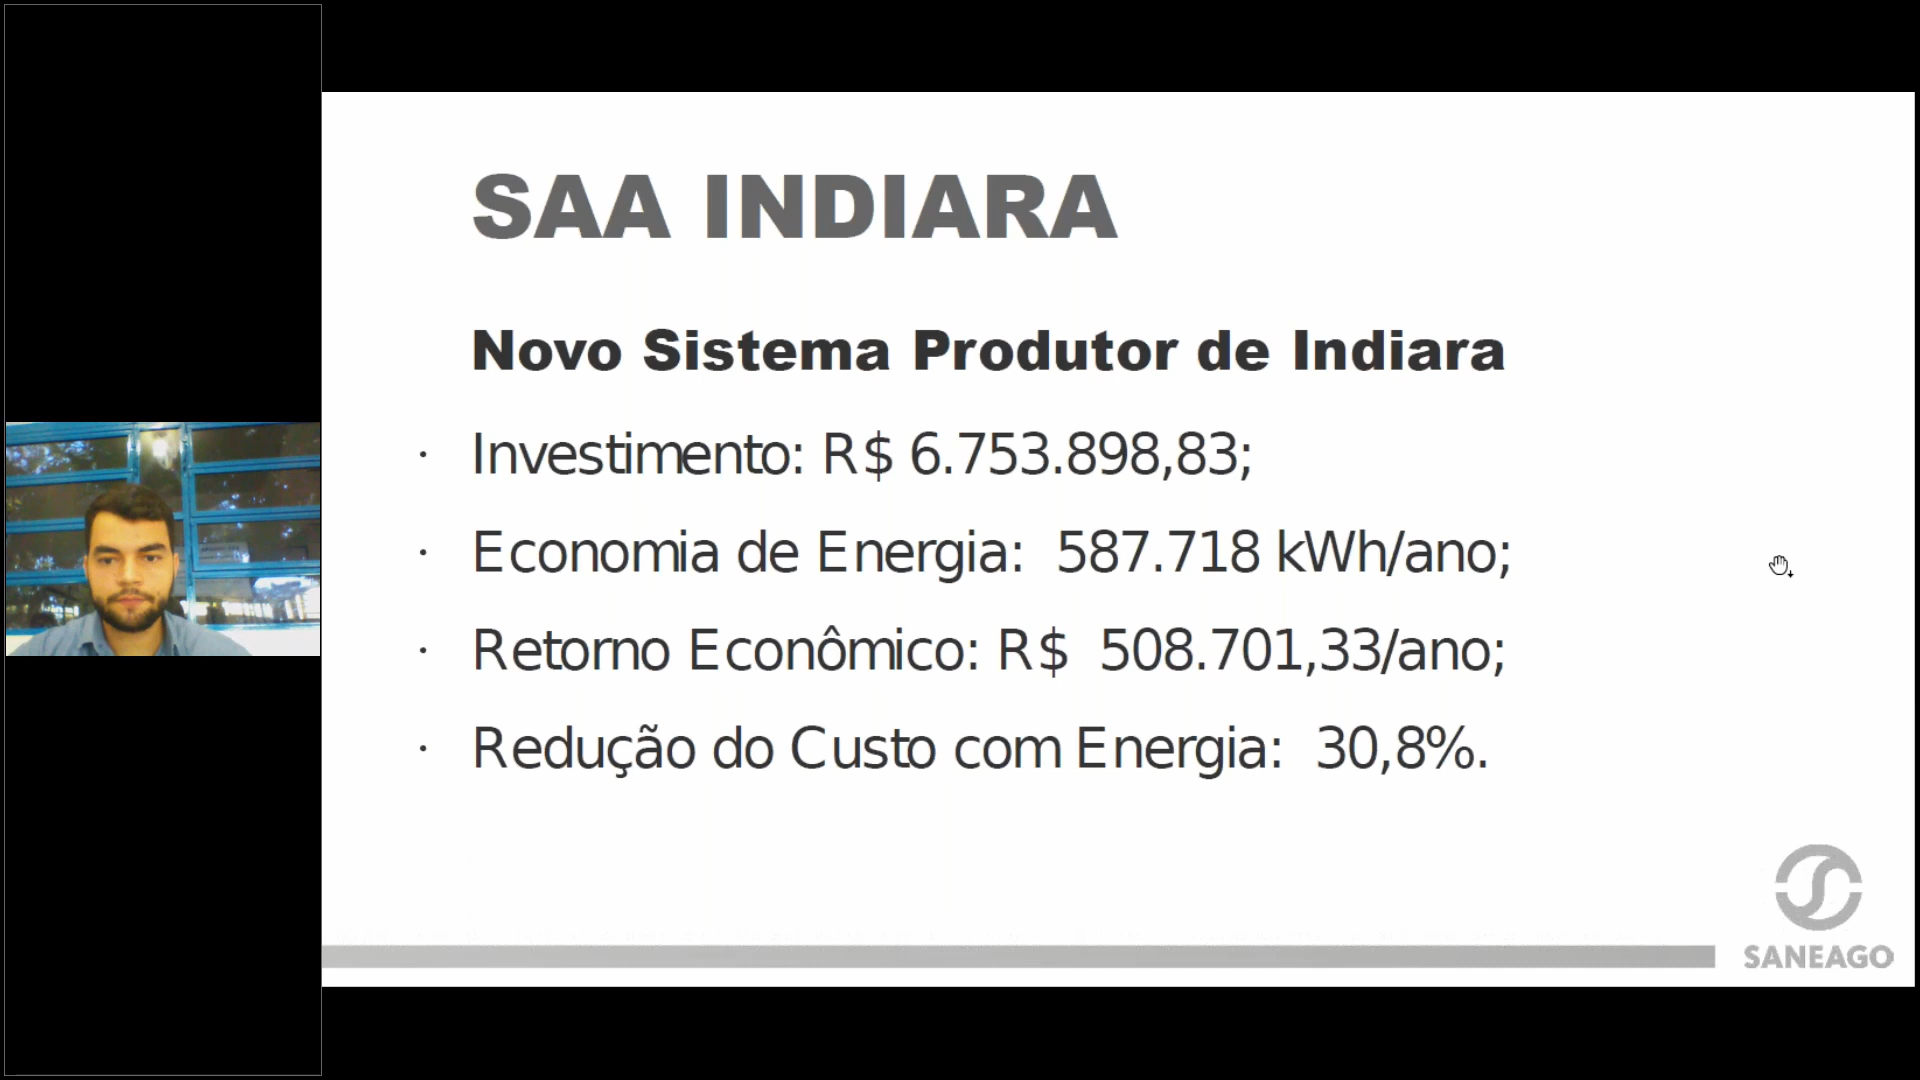 SAA INDIARA
Novo Sistema Produtor de Indiara
· Investimento: R$ 6.753.898,83;
· Economia de Energia: 587.718 kWh/ano;
· Retorno Econômico: R$ 508.701,33/ano;
· Redução do Custo com Energia: 30,8%.
SANEAGO